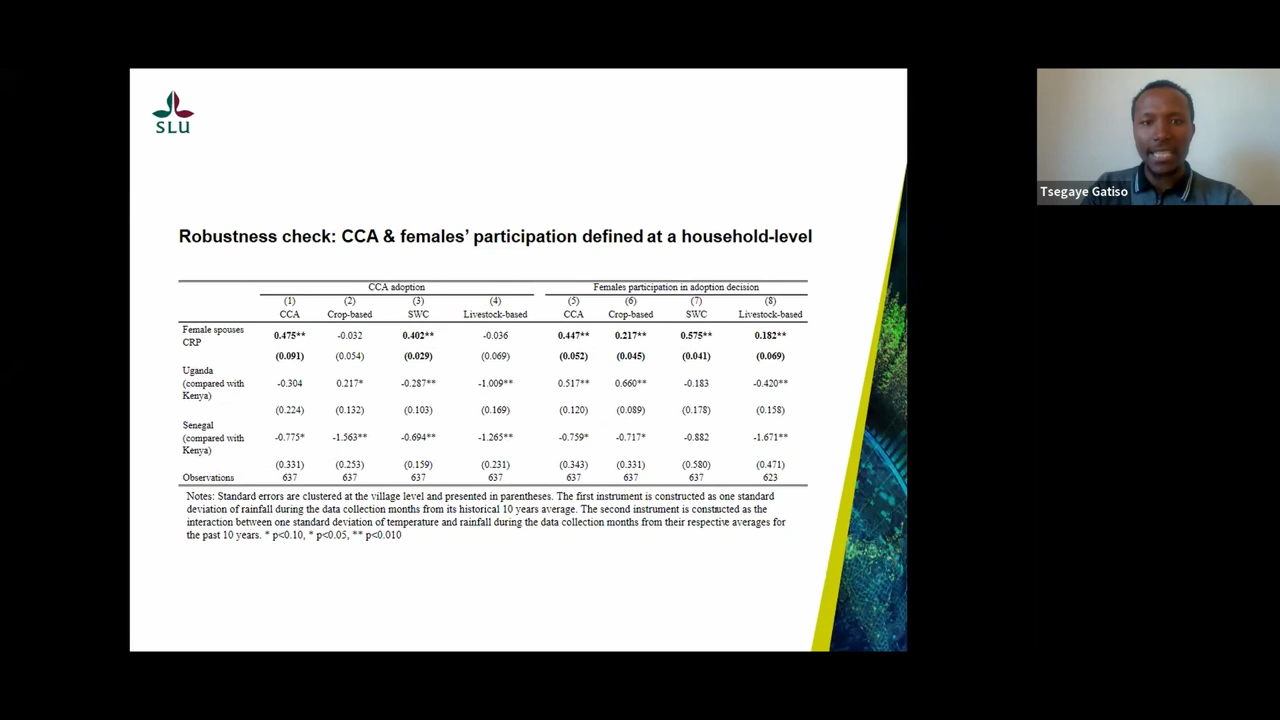 SLU
Tsegaye Gatiso
Robustness check: CCA & females’ participation defined at a household-level
CCA adoption Females participation in adoption decision
(1) (2) (3) (4) (5) (6) (7) (8)
CCA Crop-based SWC Livestock-based CCA Crop-based SWC Livestock-based
Female spouses CRP 0.475** -0.032 0.402** -0.036 0.447** 0.217** 0.575** 0.182**
(0.091) (0.054) (0.029) (0.069) (0.052) (0.045) (0.041) (0.069)
Uganda (compared with Kenya) -0.304 0.217* -0.287** -1.009** 0.517** 0.660** -0.183 -0.420**
(0.224) (0.132) (0.103) (0.169) (0.120) (0.089) (0.178) (0.158)
Senegal (compared with Kenya) -0.775* -1.563** -0.694** -1.265** -0.759* -0.717* -0.882 -1.671**
(0.331) (0.253) (0.159) (0.231) (0.343) (0.331) (0.580) (0.471)
Observations 637 637 637 637 637 637 637 623
Notes: Standard errors are clustered at the village level and presented in parentheses. The first instrument is constructed as one standard
deviation of rainfall during the data collection months from its historical 10 years average. The second instrument is constructed as the
interaction between one standard deviation of temperature and rainfall during the data collection months from their respective averages for
the past 10 years. * p<0.10, * p<0.05, ** p<0.010